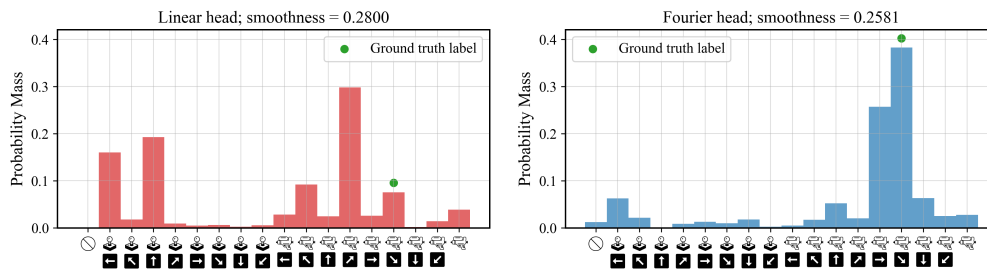 Linear head; smoothness = 0.2800
Probability Mass
0.4
0.3
0.2
0.1
0.0
Ground truth label
Fourier head; smoothness = 0.2581
Probability Mass
0.4
0.3
0.2
0.1
0.0
Ground truth label